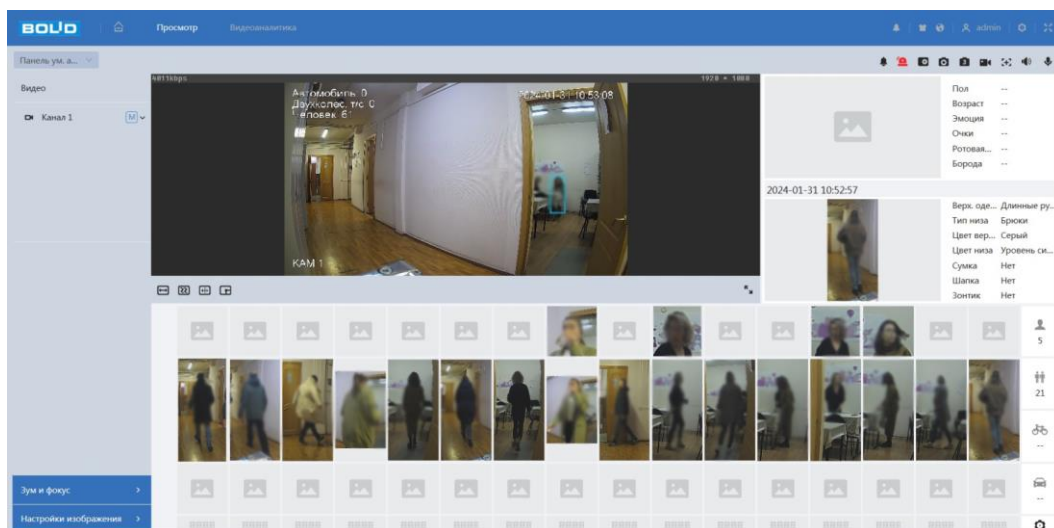 BOLID Просмотр Видеоаналитика admin
Панель ум. а...
Видео
Канал 1 M
4011kbps 1920 * 1080
Автомобиль: 0
Двухколёс. т/с: 0
Человек: 61
2024-01-31 10:53:08
КАМ 1
Пол --
Возраст --
Эмоция --
Очки --
Ротовая... --
Борода --
2024-01-31 10:52:57
Верх. оде... Длинные ру...
Тип низа Брюки
Цвет вер... Серый
Цвет низа Уровень си...
Сумка Нет
Шапка Нет
Зонтик Нет
5
21
--
--
Зум и фокус
Настройки изображения